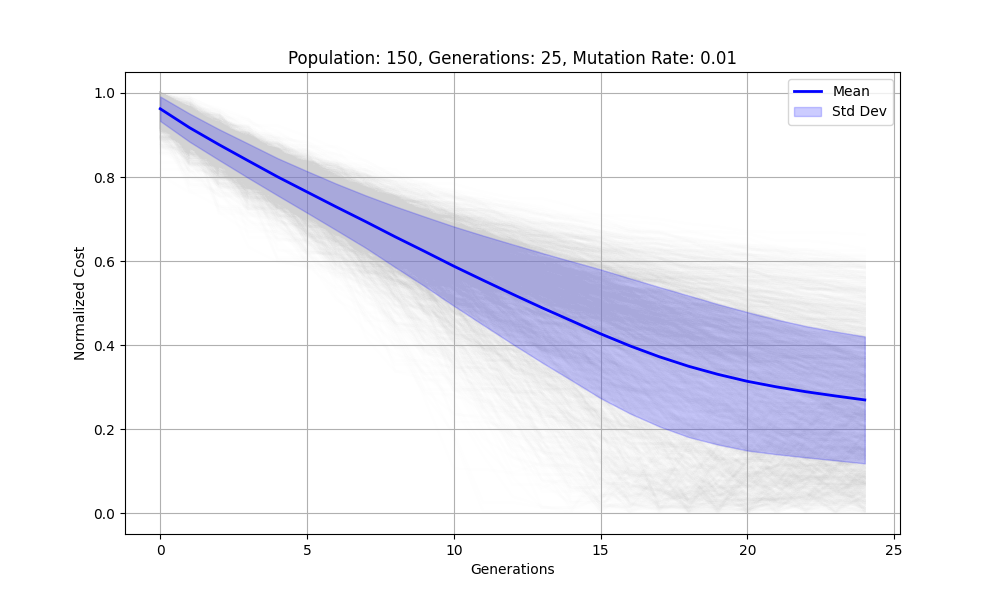 Population: 150, Generations: 25, Mutation Rate: 0.01
Mean
Std Dev
1.0
0.8
0.6
0.4
0.2
0.0
Normalized Cost
0
5
10
15
20
25
Generations